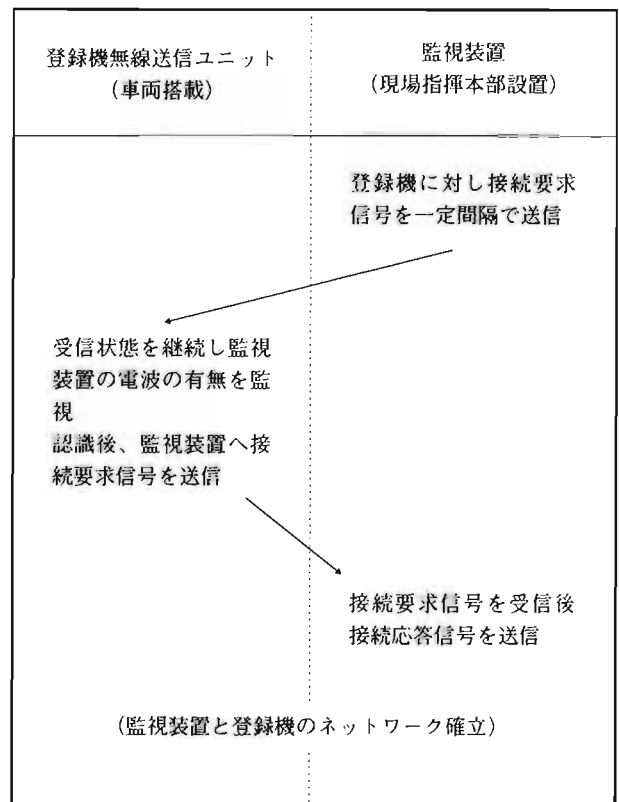 登録機無線送信ユニット
(車両搭載)
監視装置
(現場指揮本部設置)
登録機に対し接続要求
信号を一定間隔で送信
受信状態を継続し監視
装置の電波の有無を監
視
認識後、監視装置へ接
続要求信号を送信
接続要求信号を受信後
接続応答信号を送信
(監視装置と登録機のネットワーク確立)